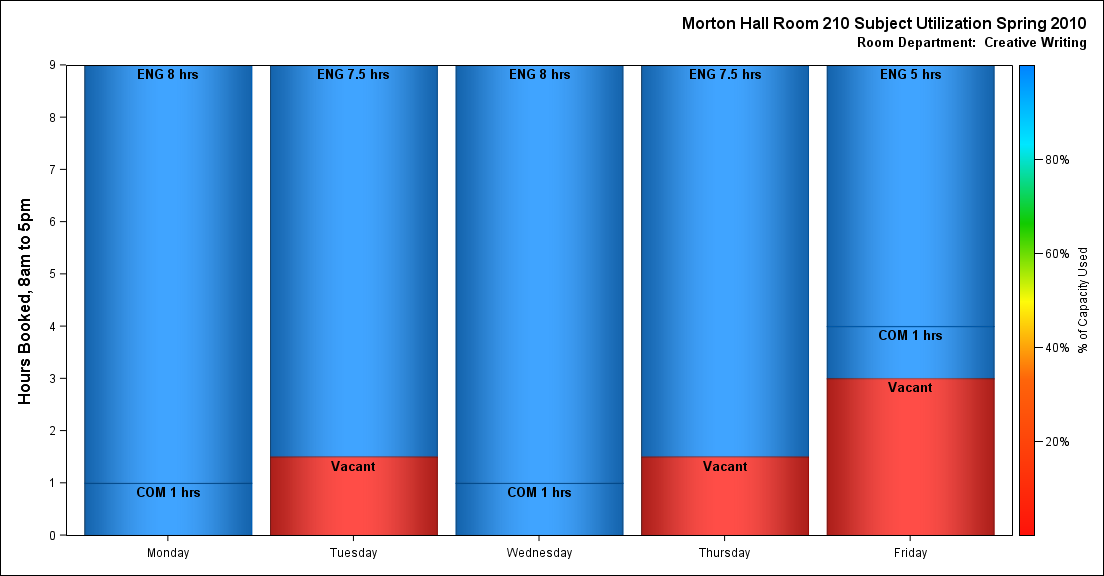 Morton Hall Room 210 Subject Utilization Spring 2010
Room Department: Creative Writing
Hours Booked, 8am to 5pm
9
8
7
6
5
4
3
2
1
0
ENG 8 hrs
COM 1 hrs
ENG 7.5 hrs
Vacant
ENG 8 hrs
COM 1 hrs
ENG 7.5 hrs
Vacant
ENG 5 hrs
COM 1 hrs
Vacant
Monday
Tuesday
Wednesday
Thursday
Friday
80%
60%
40%
20%
% of Capacity Used